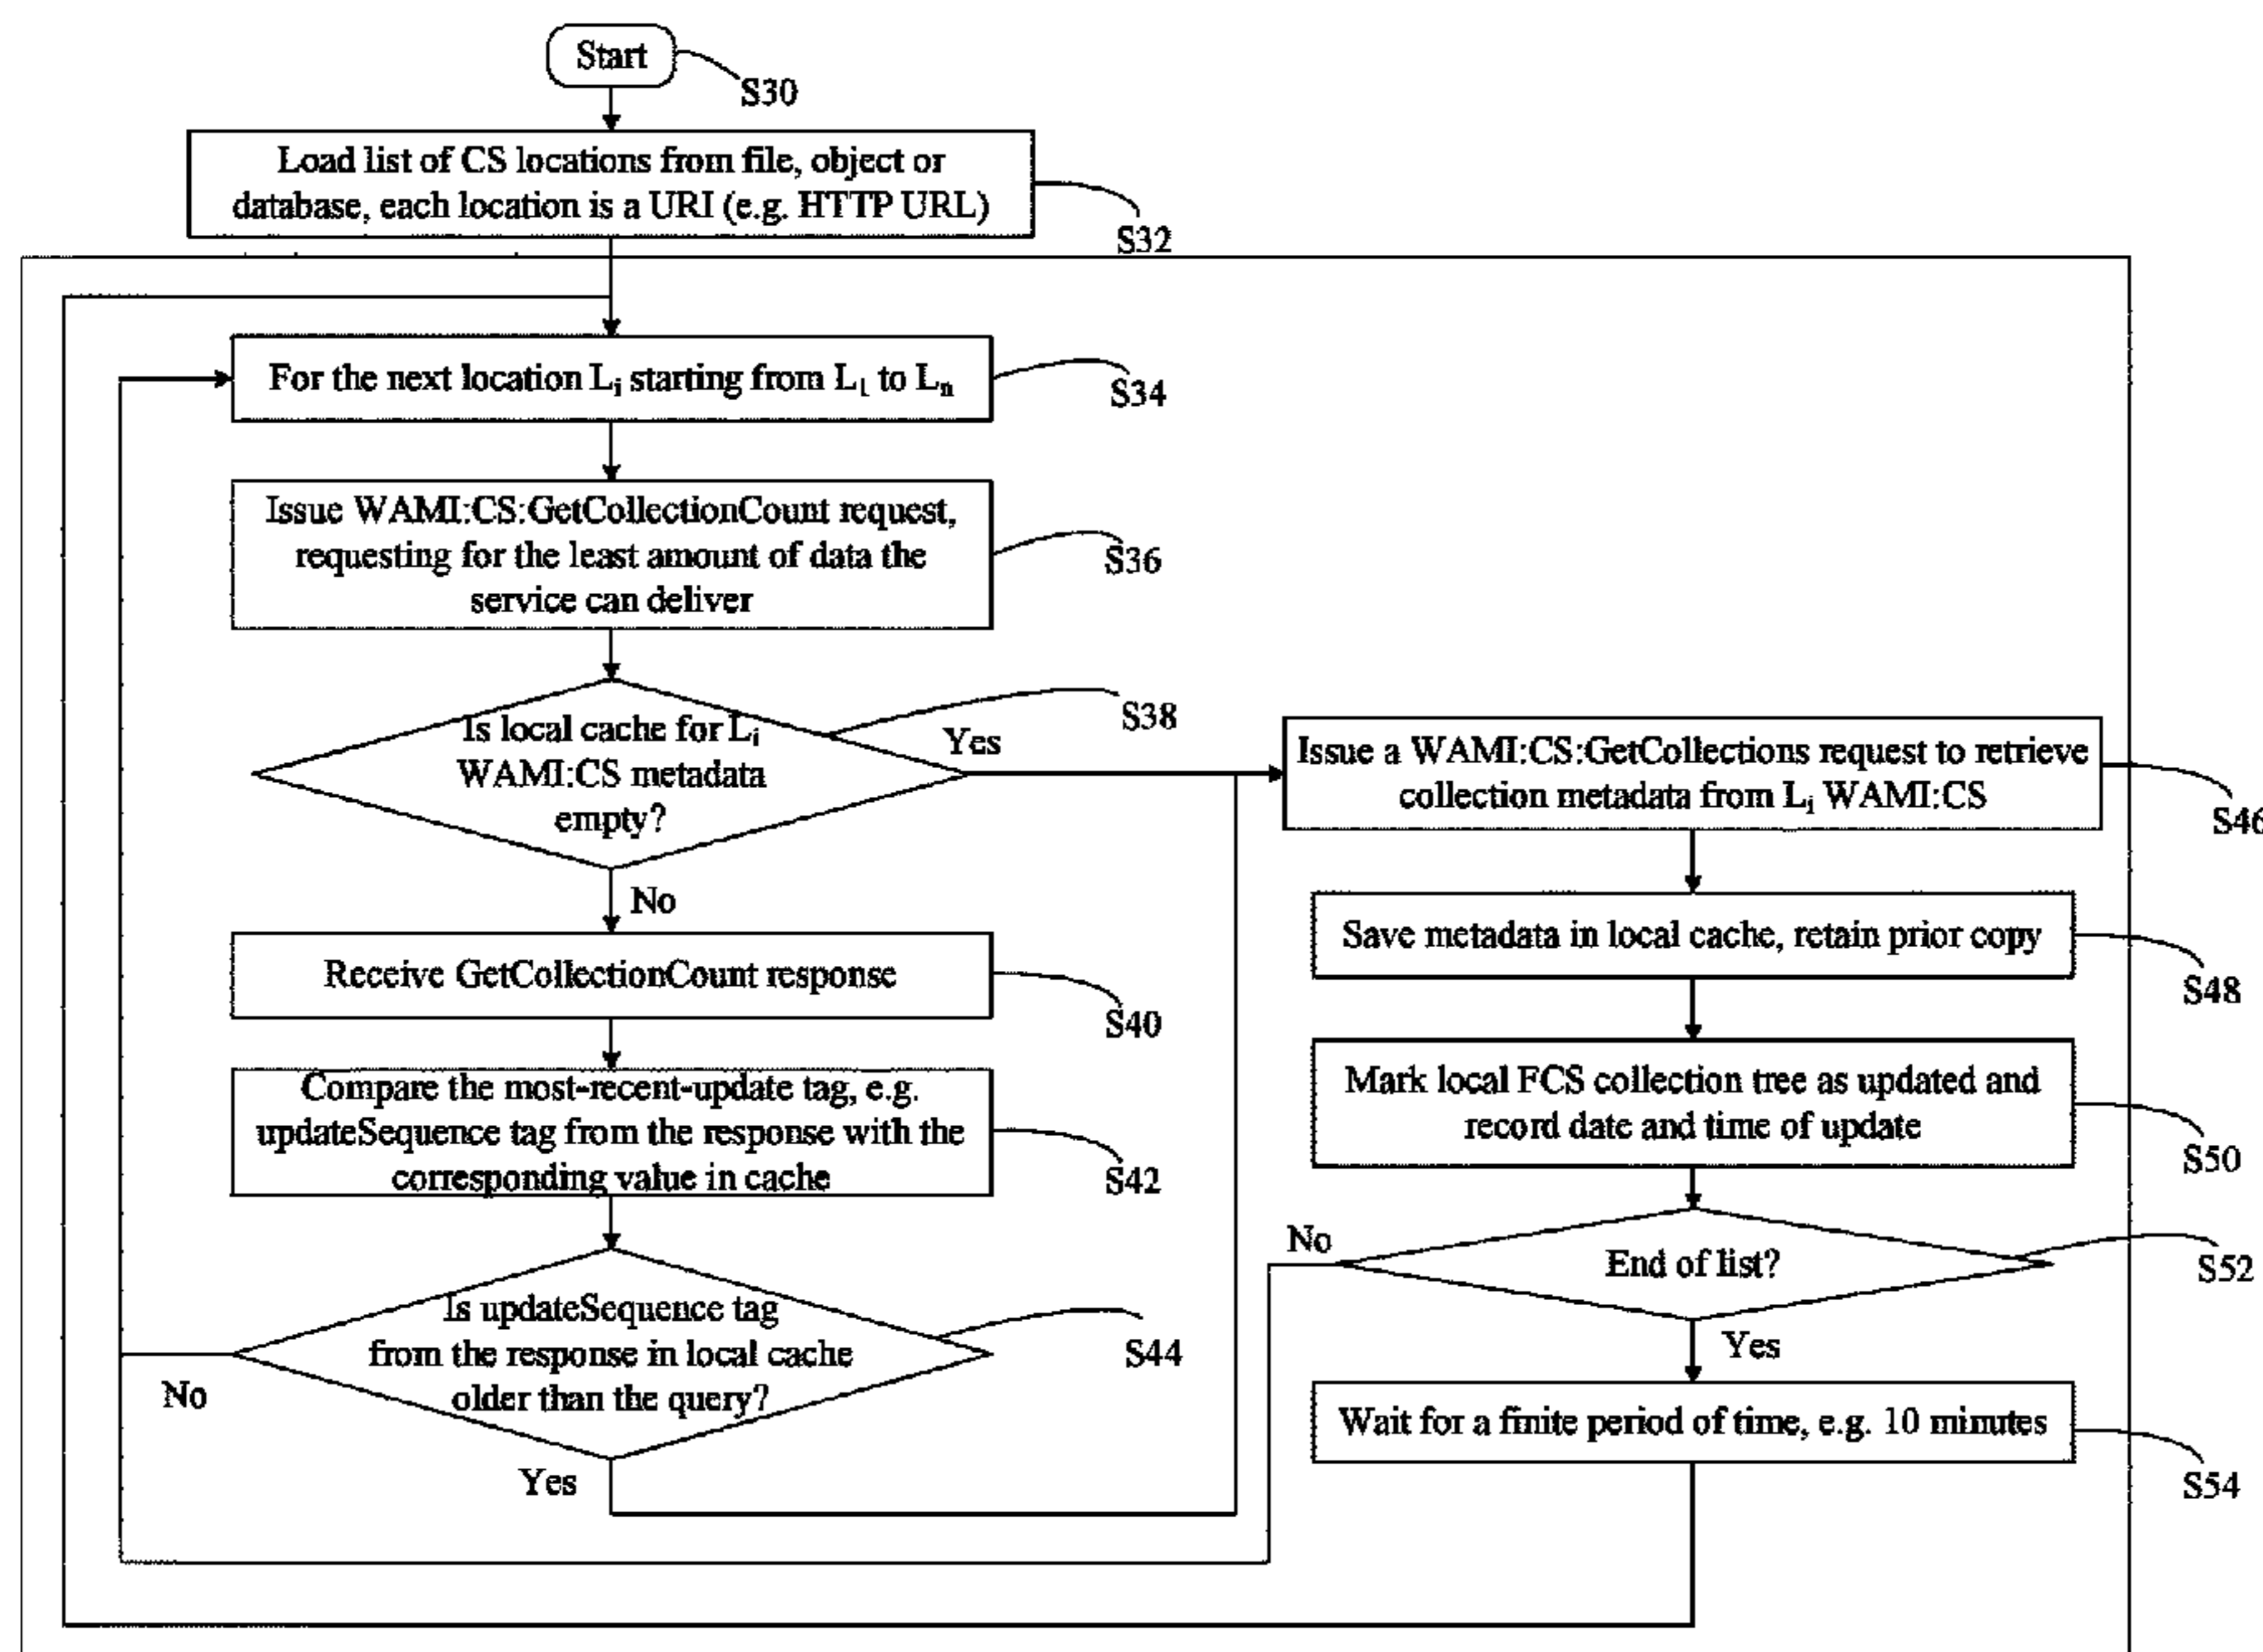 Start
S30
Load list of CS locations from file, object or
database, each location is a URI (e.g. HTTP URL)
S32
For the next location Li starting from L1 to Ln
S34
Issue WAMI:CS:GetCollectionCount request,
requesting for the least amount of data the
service can deliver
S36
Is local cache for Li
WAMI:CS metadata
empty?
S38
Yes
No
Receive GetCollectionCount response
S40
Compare the most-recent-update tag, e.g.
updateSequence tag from the response with the
corresponding value in cache
S42
Is updateSequence tag
from the response in local cache
older than the query?
S44
No
Yes
Issue a WAMI:CS:GetCollections request to retrieve
collection metadata from Li WAMI:CS
S46
Save metadata in local cache, retain prior copy
S48
Mark local FCS collection tree as updated and
record date and time of update
S50
No
End of list?
S52
Yes
Wait for a finite period of time, e.g. 10 minutes
S54